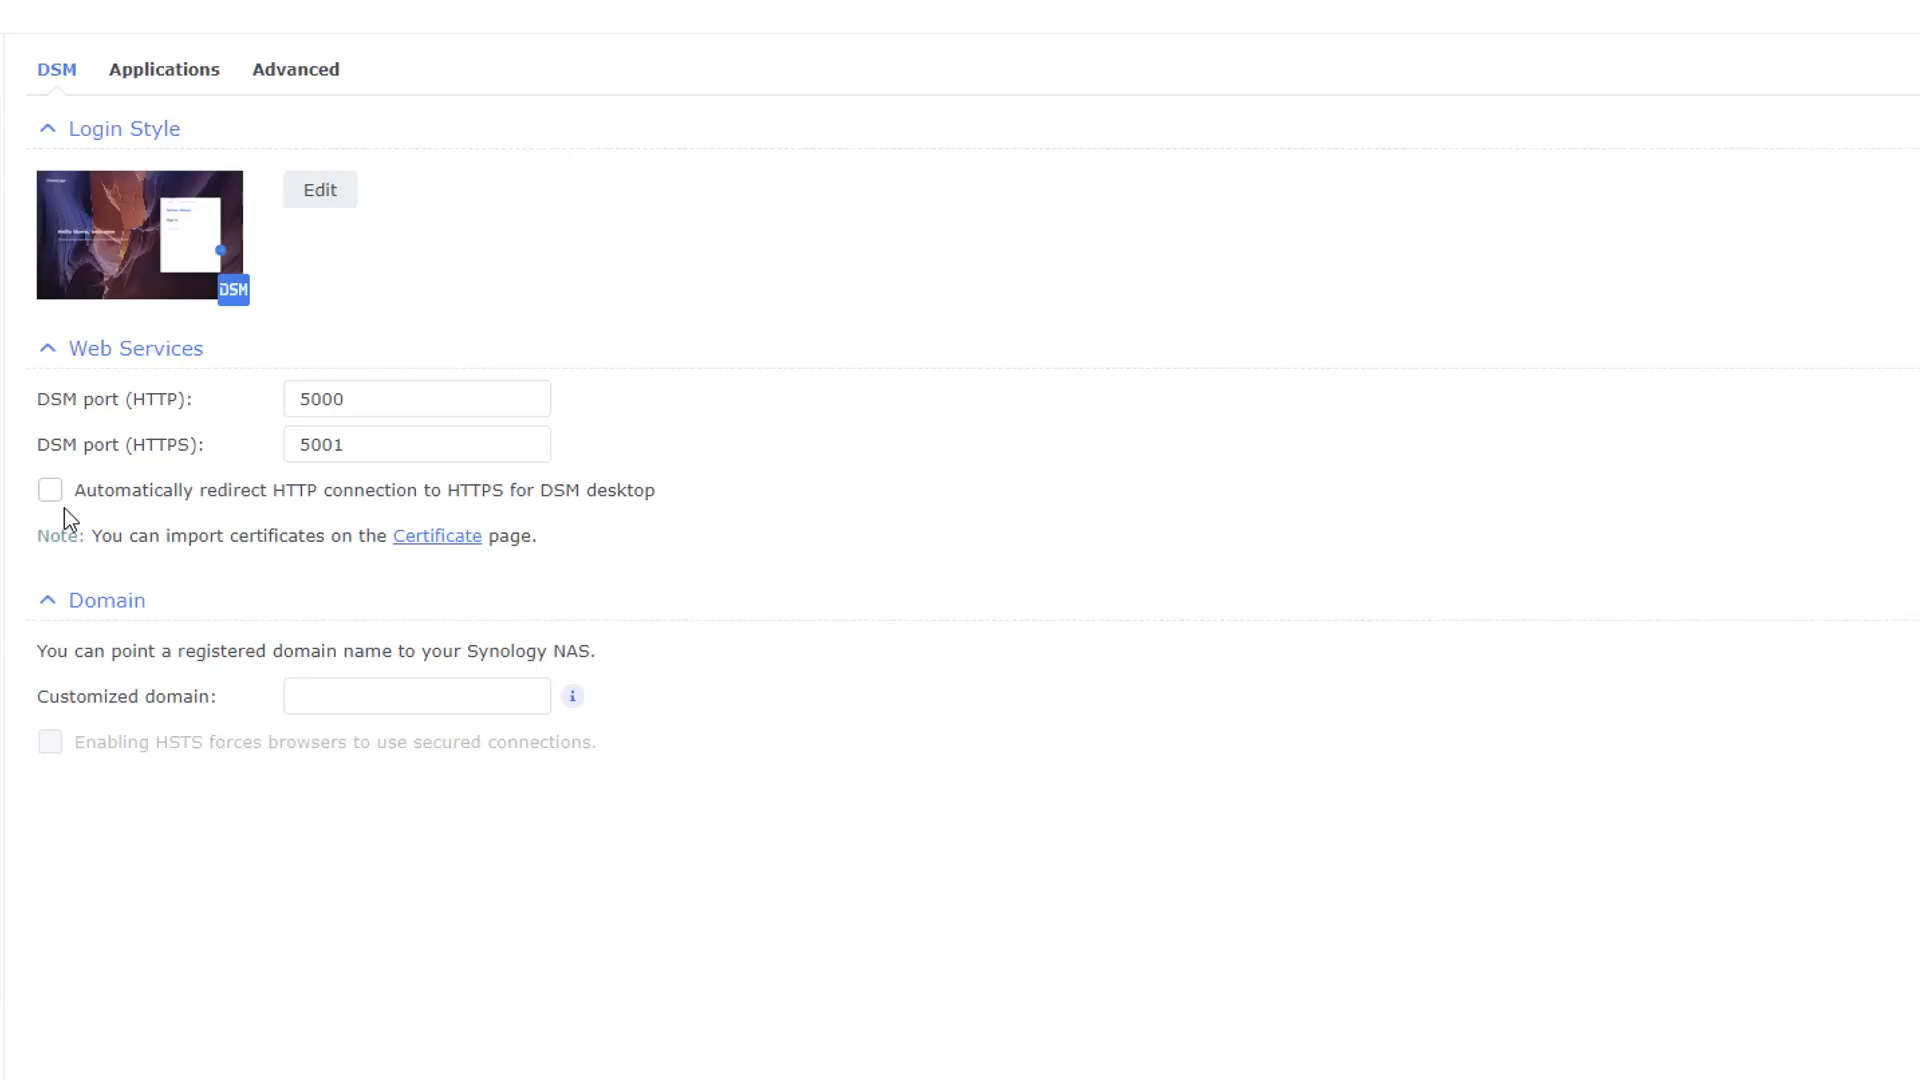 DSM Applications Advanced
Login Style
Edit
DSM
Web Services
DSM port (HTTP): 5000
DSM port (HTTPS): 5001
Automatically redirect HTTP connection to HTTPS for DSM desktop
Note: You can import certificates on the Certificate page.
Domain
You can point a registered domain name to your Synology NAS.
Customized domain: i
Enabling HSTS forces browsers to use secured connections.